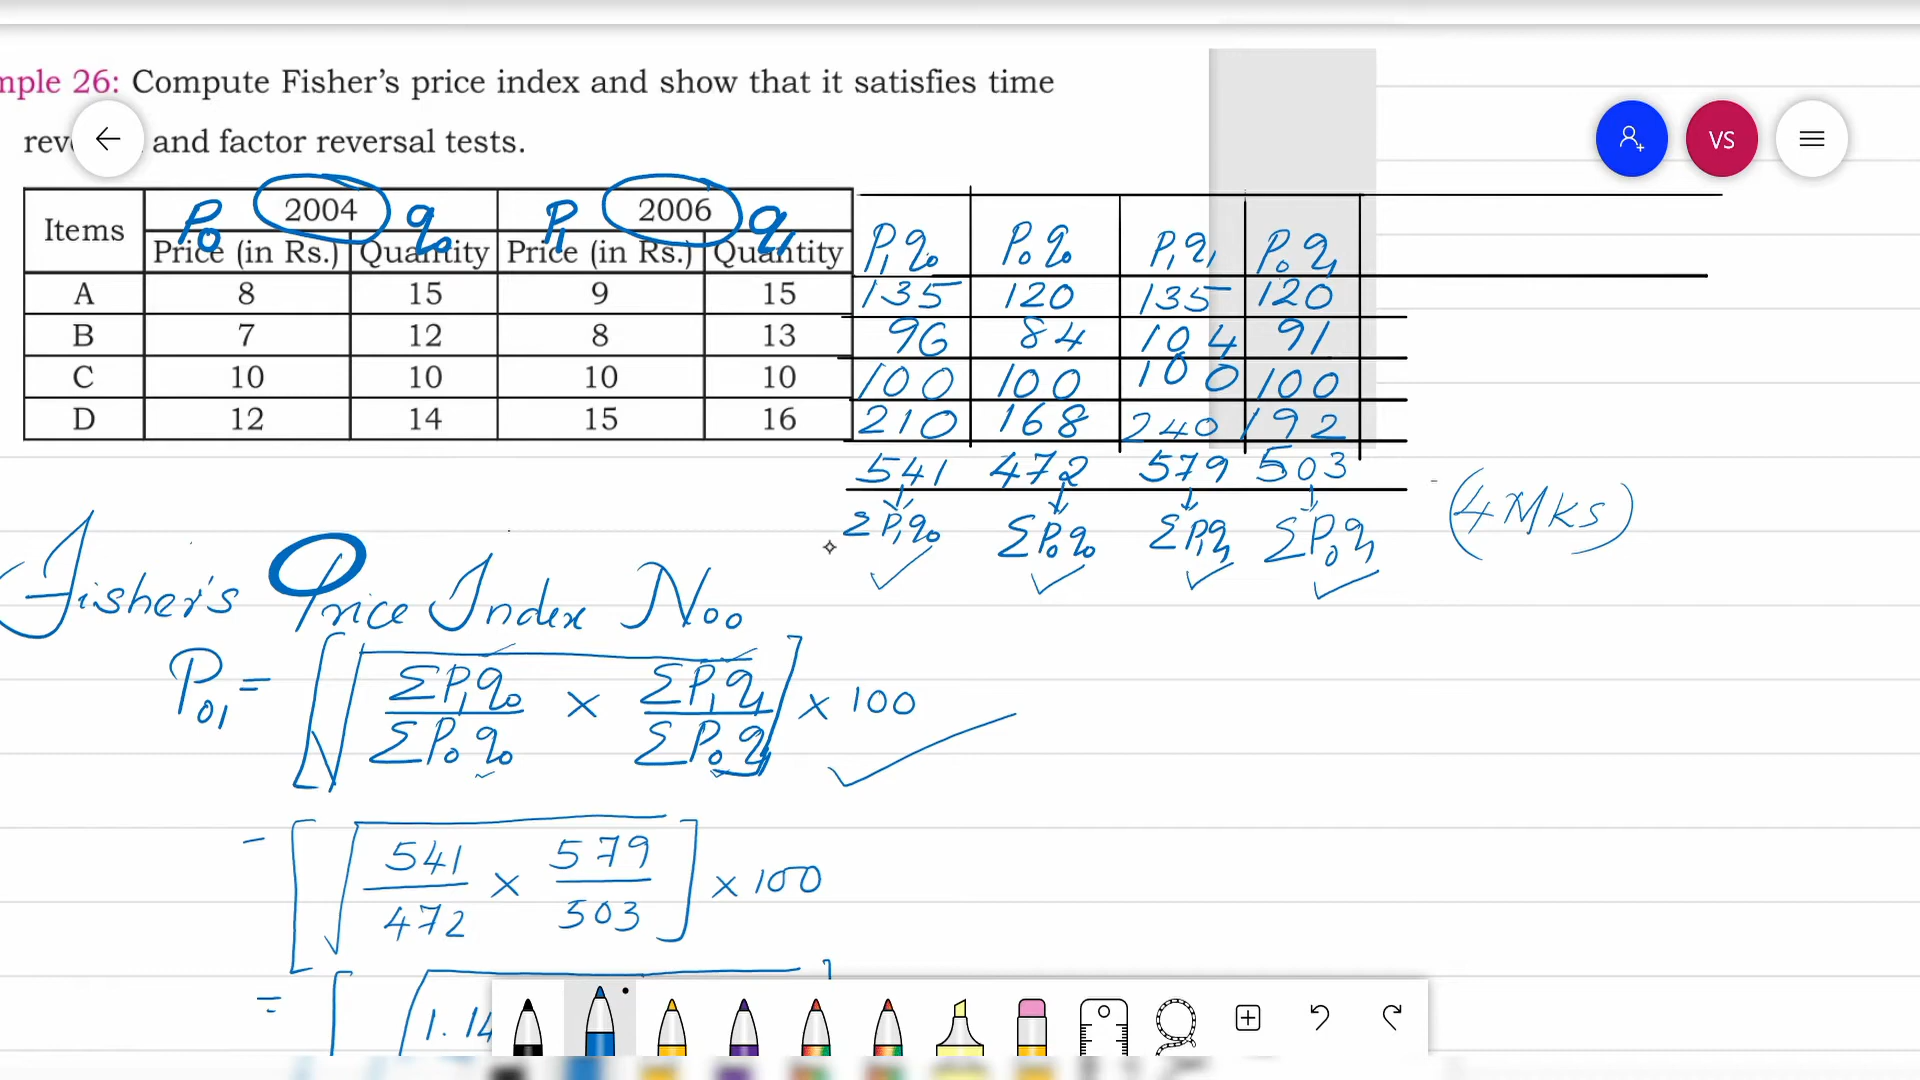 mple 26: Compute Fisher's price index and show that it satisfies time
rev and factor reversal tests.
VS
Items 2004 2006
P₀ q₀ P₁ q₁
Price (in Rs.) Quantity Price (in Rs.) Quantity P₁q₀ P₀q₀ P₁q₁ P₀q₁
A 8 15 9 15 135 120 135 120
B 7 12 8 13 96 84 104 91
C 10 10 10 10 100 100 100 100
D 12 14 15 16 210 168 240 192
541 472 579 503
ΣP₁q₀ ΣP₀q₀ ΣP₁q₁ ΣP₀q₁ (4 Mks)
Fisher's Price Index No.
P₀₁ = [√ΣP₁q₀/ΣP₀q₀ × ΣP₁q₁/ΣP₀q₁] × 100
= [√541/472 × 579/503] × 100
= [√1.14